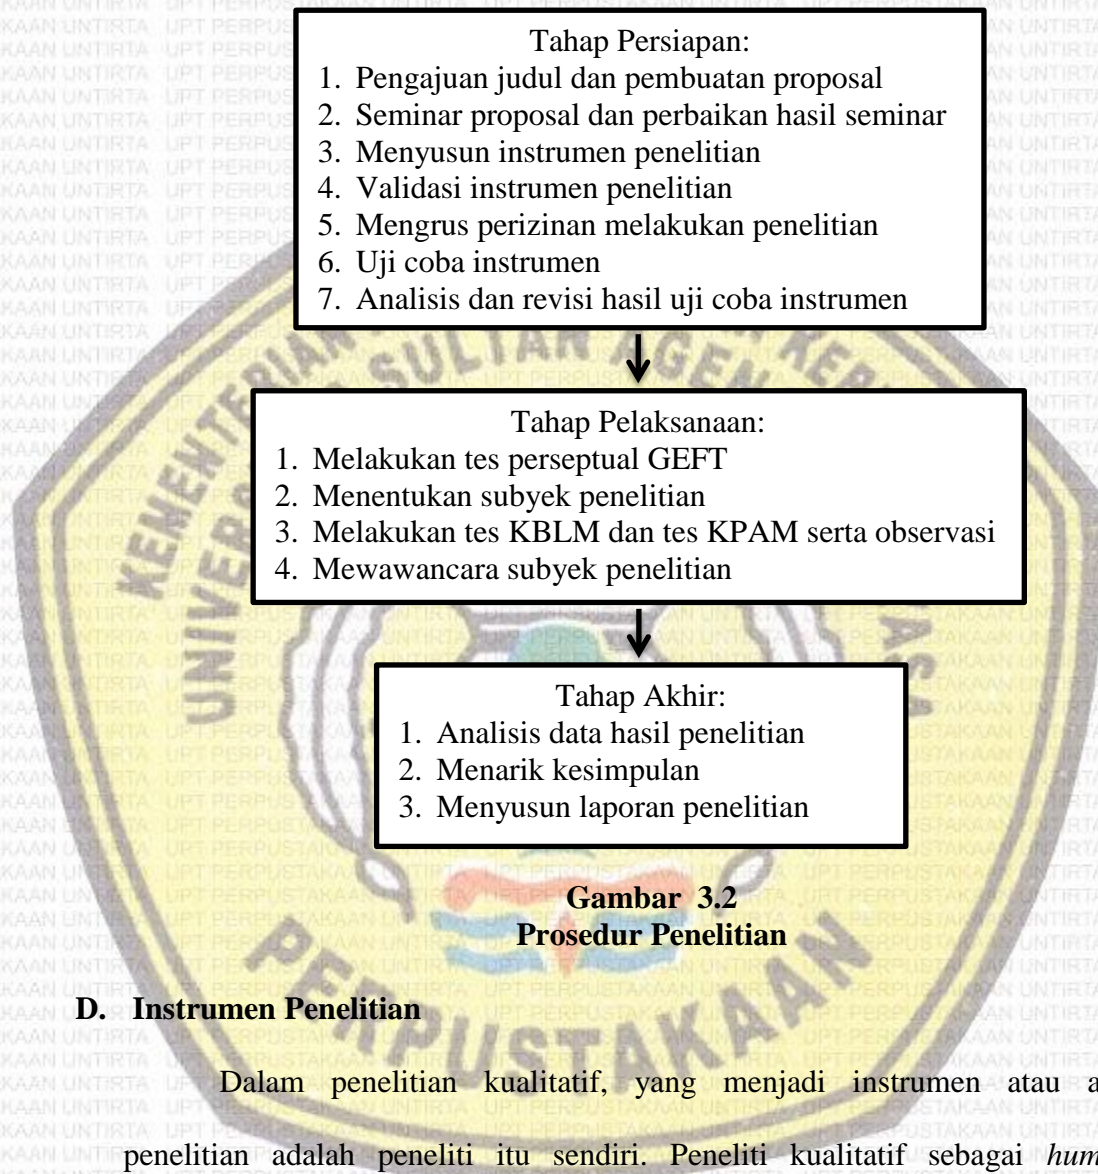 Tahap Persiapan:
1. Pengajuan judul dan pembuatan proposal
2. Seminar proposal dan perbaikan hasil seminar
3. Menyusun instrumen penelitian
4. Validasi instrumen penelitian
5. Mengrus perizinan melakukan penelitian
6. Uji coba instrumen
7. Analisis dan revisi hasil uji coba instrumen
Tahap Pelaksanaan:
1. Melakukan tes perseptual GEFT
2. Menentukan subyek penelitian
3. Melakukan tes KBLM dan tes KPAM serta observasi
4. Mewawancara subyek penelitian
Tahap Akhir:
1. Analisis data hasil penelitian
2. Menarik kesimpulan
3. Menyusun laporan penelitian
Gambar 3.2
Prosedur Penelitian
D. Instrumen Penelitian
Dalam penelitian kualitatif, yang menjadi instrumen atau a
penelitian adalah peneliti itu sendiri. Peneliti kualitatif sebagai hum
PERPUSTAKAAN